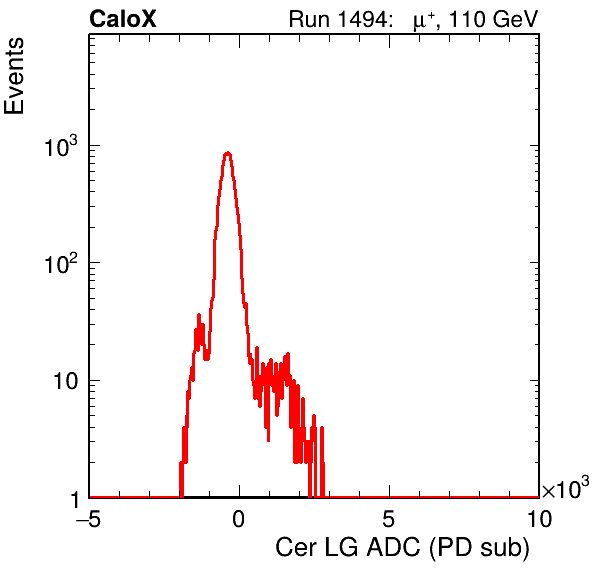 CaloX Run 1494: μ⁺, 110 GeV
Events
10³
10²
10
1
−5 0 5 10
×10³
Cer LG ADC (PD sub)